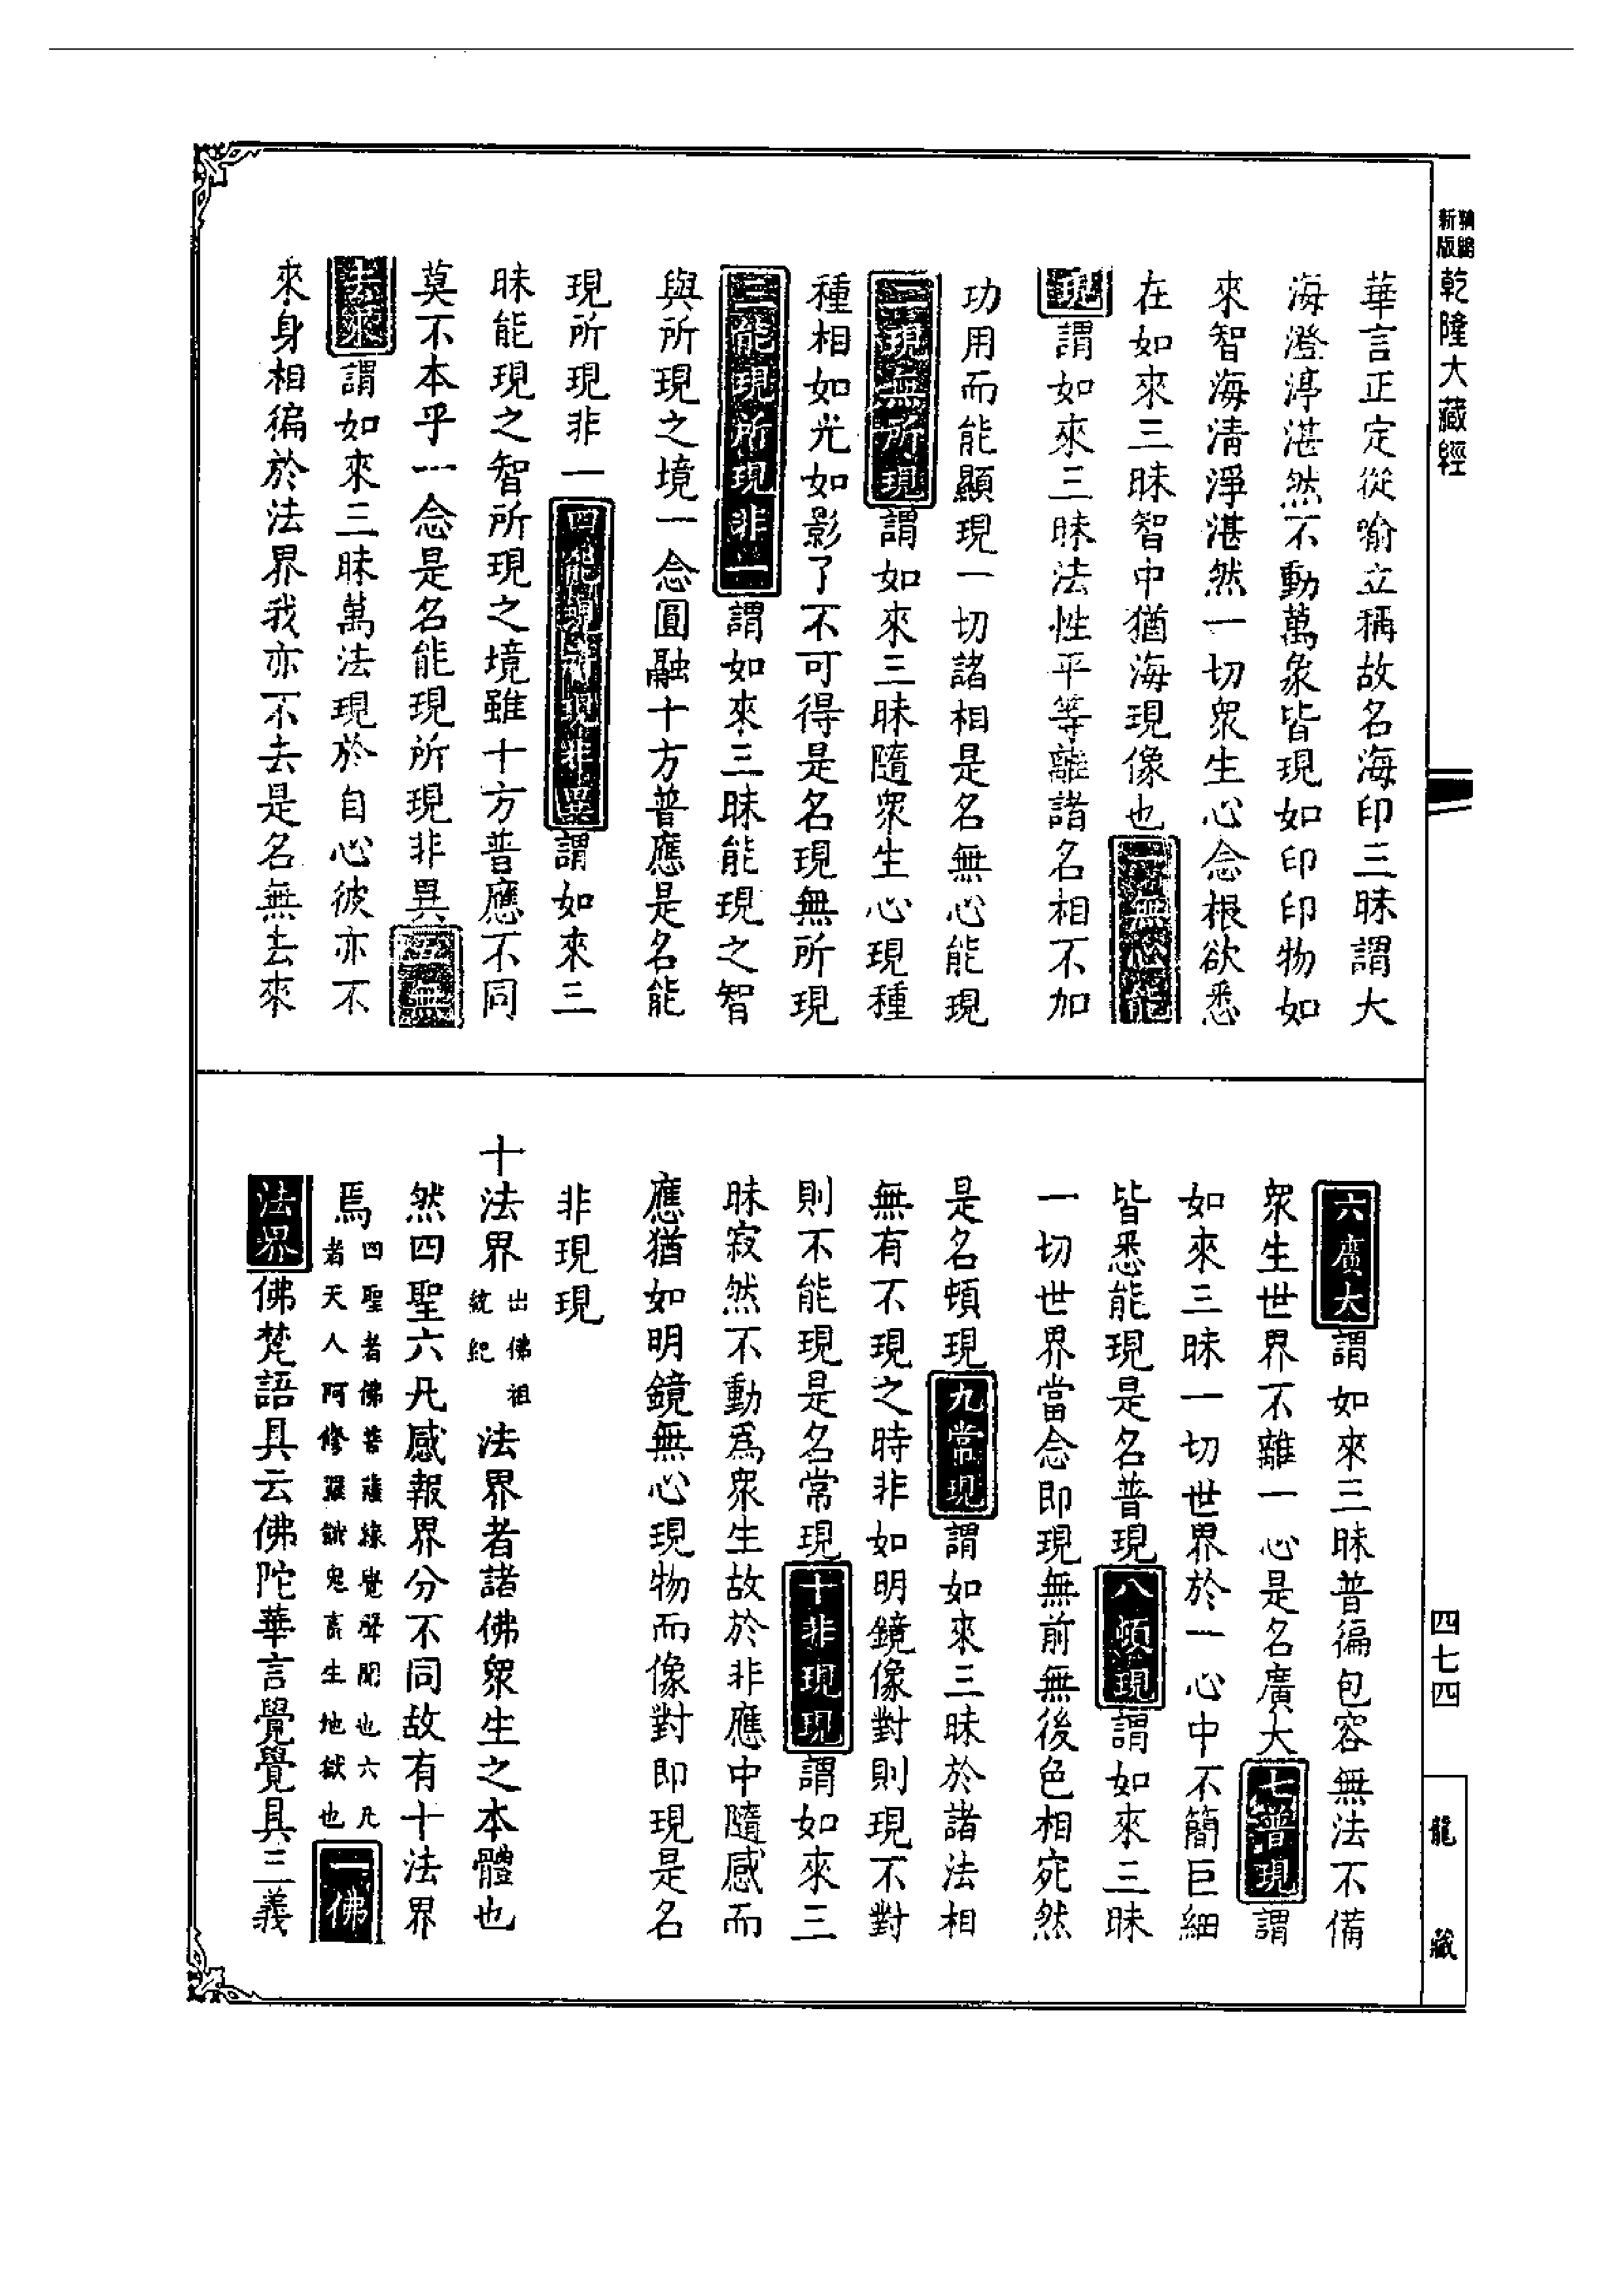 新版
精縮
乾隆大藏經
華言正定從喻立稱故名海印三昧謂大
海澄渟湛然不動萬象皆現如印印物如
來智海清淨湛然一切眾生心念根欲悉
在如來三昧智中猶海現像也一無心能
現謂如來三昧法性平等離諸名相不加
功用而能顯現一切諸相是名無心能現
二現無所現謂如來三昧隨眾生心現種
種相如光如影了不可得是名現無所現
三能現所現非一謂如來三昧能現之智
與所現之境一念圓融十方普應是名能
現所現非一四能現所現非異謂如來三
昧能現之智所現之境雖十方普應不同
莫不本乎一念是名能現所現非異五無
去來謂如來三昧萬法現於自心彼亦不
來身相徧於法界我亦不去是名無去來
六廣大謂如來三昧普徧包容無法不備
眾生世界不離一心是名廣大七普現謂
如來三昧一切世界於一心中不簡巨細
皆悉能現是名普現八頓現謂如來三昧
一切世界當念即現無前無後色相宛然
是名頓現九常現謂如來三昧於諸法相
無有不現之時非如明鏡像對則現不對
則不能現是名常現十非現現謂如來三
昧寂然不動為眾生故於非應中隨感而
應猶如明鏡無心現物而像對即現是名
非現現
十法界出佛祖統紀法界者諸佛眾生之本體也
然四聖六凡感報界分不同故有十法界
焉四聖者佛菩薩緣覺聲聞也六凡者天人阿修羅餓鬼畜生地獄也一佛
法界佛梵語具云佛陀華言覺覺具三義
四七四
龍藏